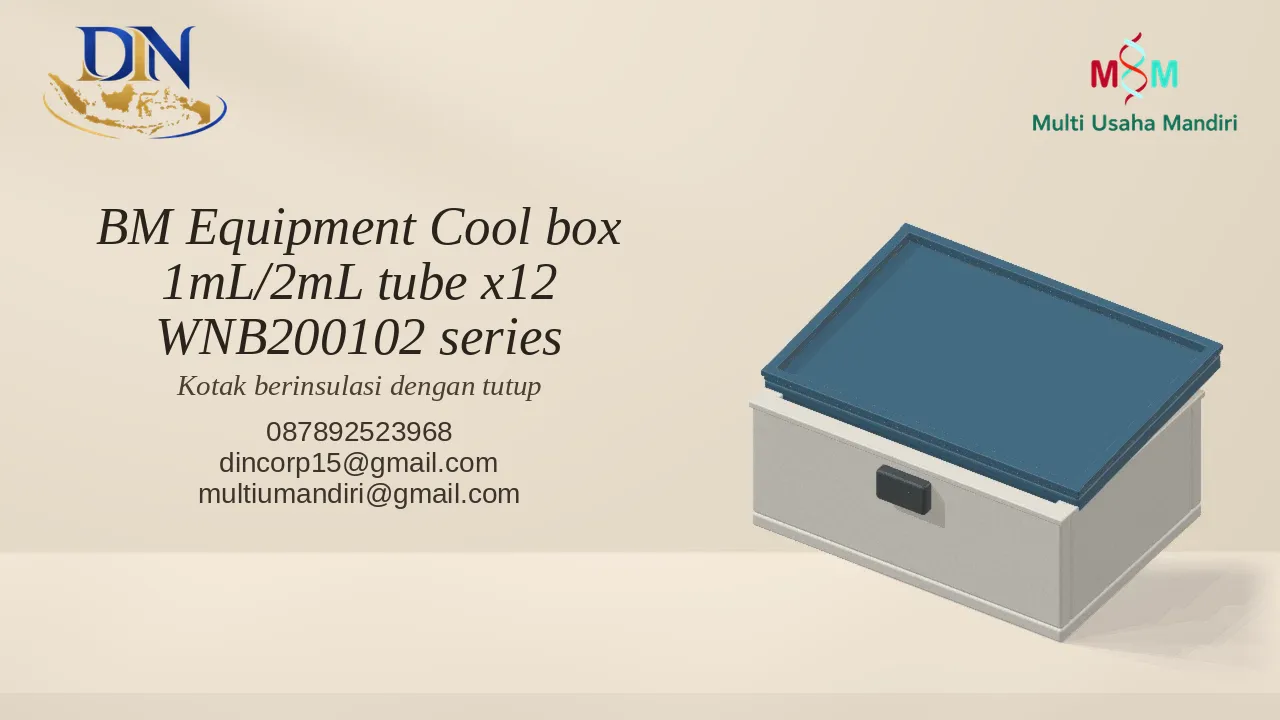 DN
M M
Multi Usaha Mandiri
BM Equipment Cool box
1mL/2mL tube x12
WNB200102 series
Kotak berinsulasi dengan tutup
087892523968
dincorp15@gmail.com
multiumandiri@gmail.com